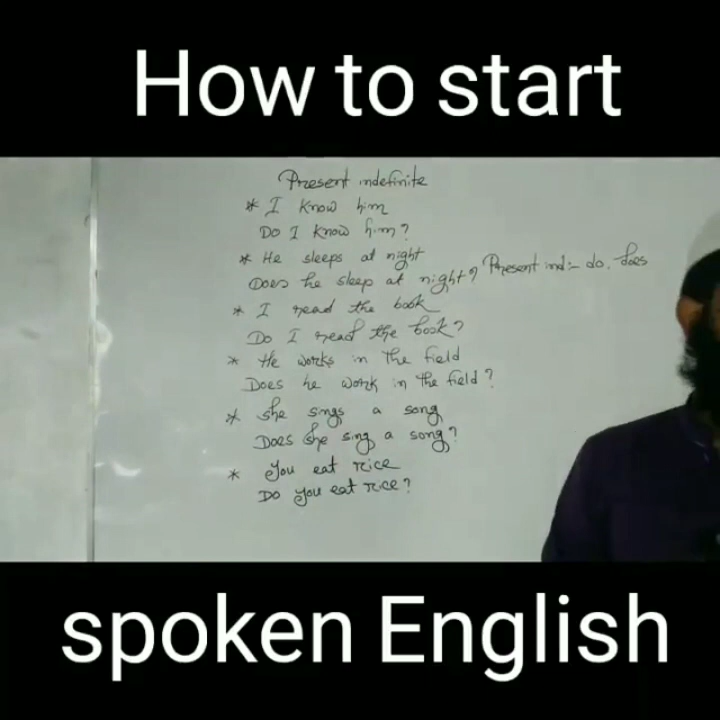 How to start
Present indefinite
* I know him
Do I know him?
* He sleeps at night
Does he sleep at night? Present ind:- do, does
* I read the book
Do I read the book?
* He works in the field
Does he work in the field?
* she sings a song
Does she sing a song?
* You eat rice
Do you eat rice?
spoken English